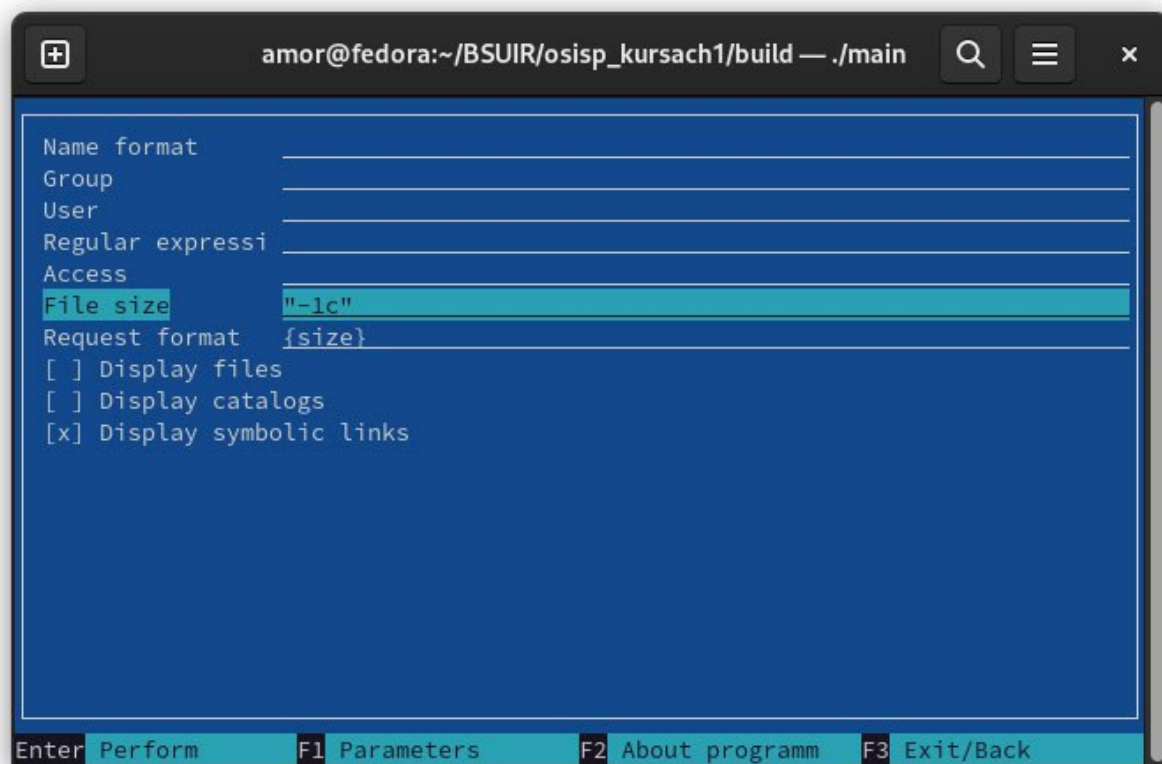 amor@fedora:~/BSUIR/osisp_kursach1/build — ./main
Name format
Group
User
Regular expressi
Access
File size "-1c"
Request format {size}
[ ] Display files
[ ] Display catalogs
[x] Display symbolic links
Enter Perform F1 Parameters F2 About programm F3 Exit/Back